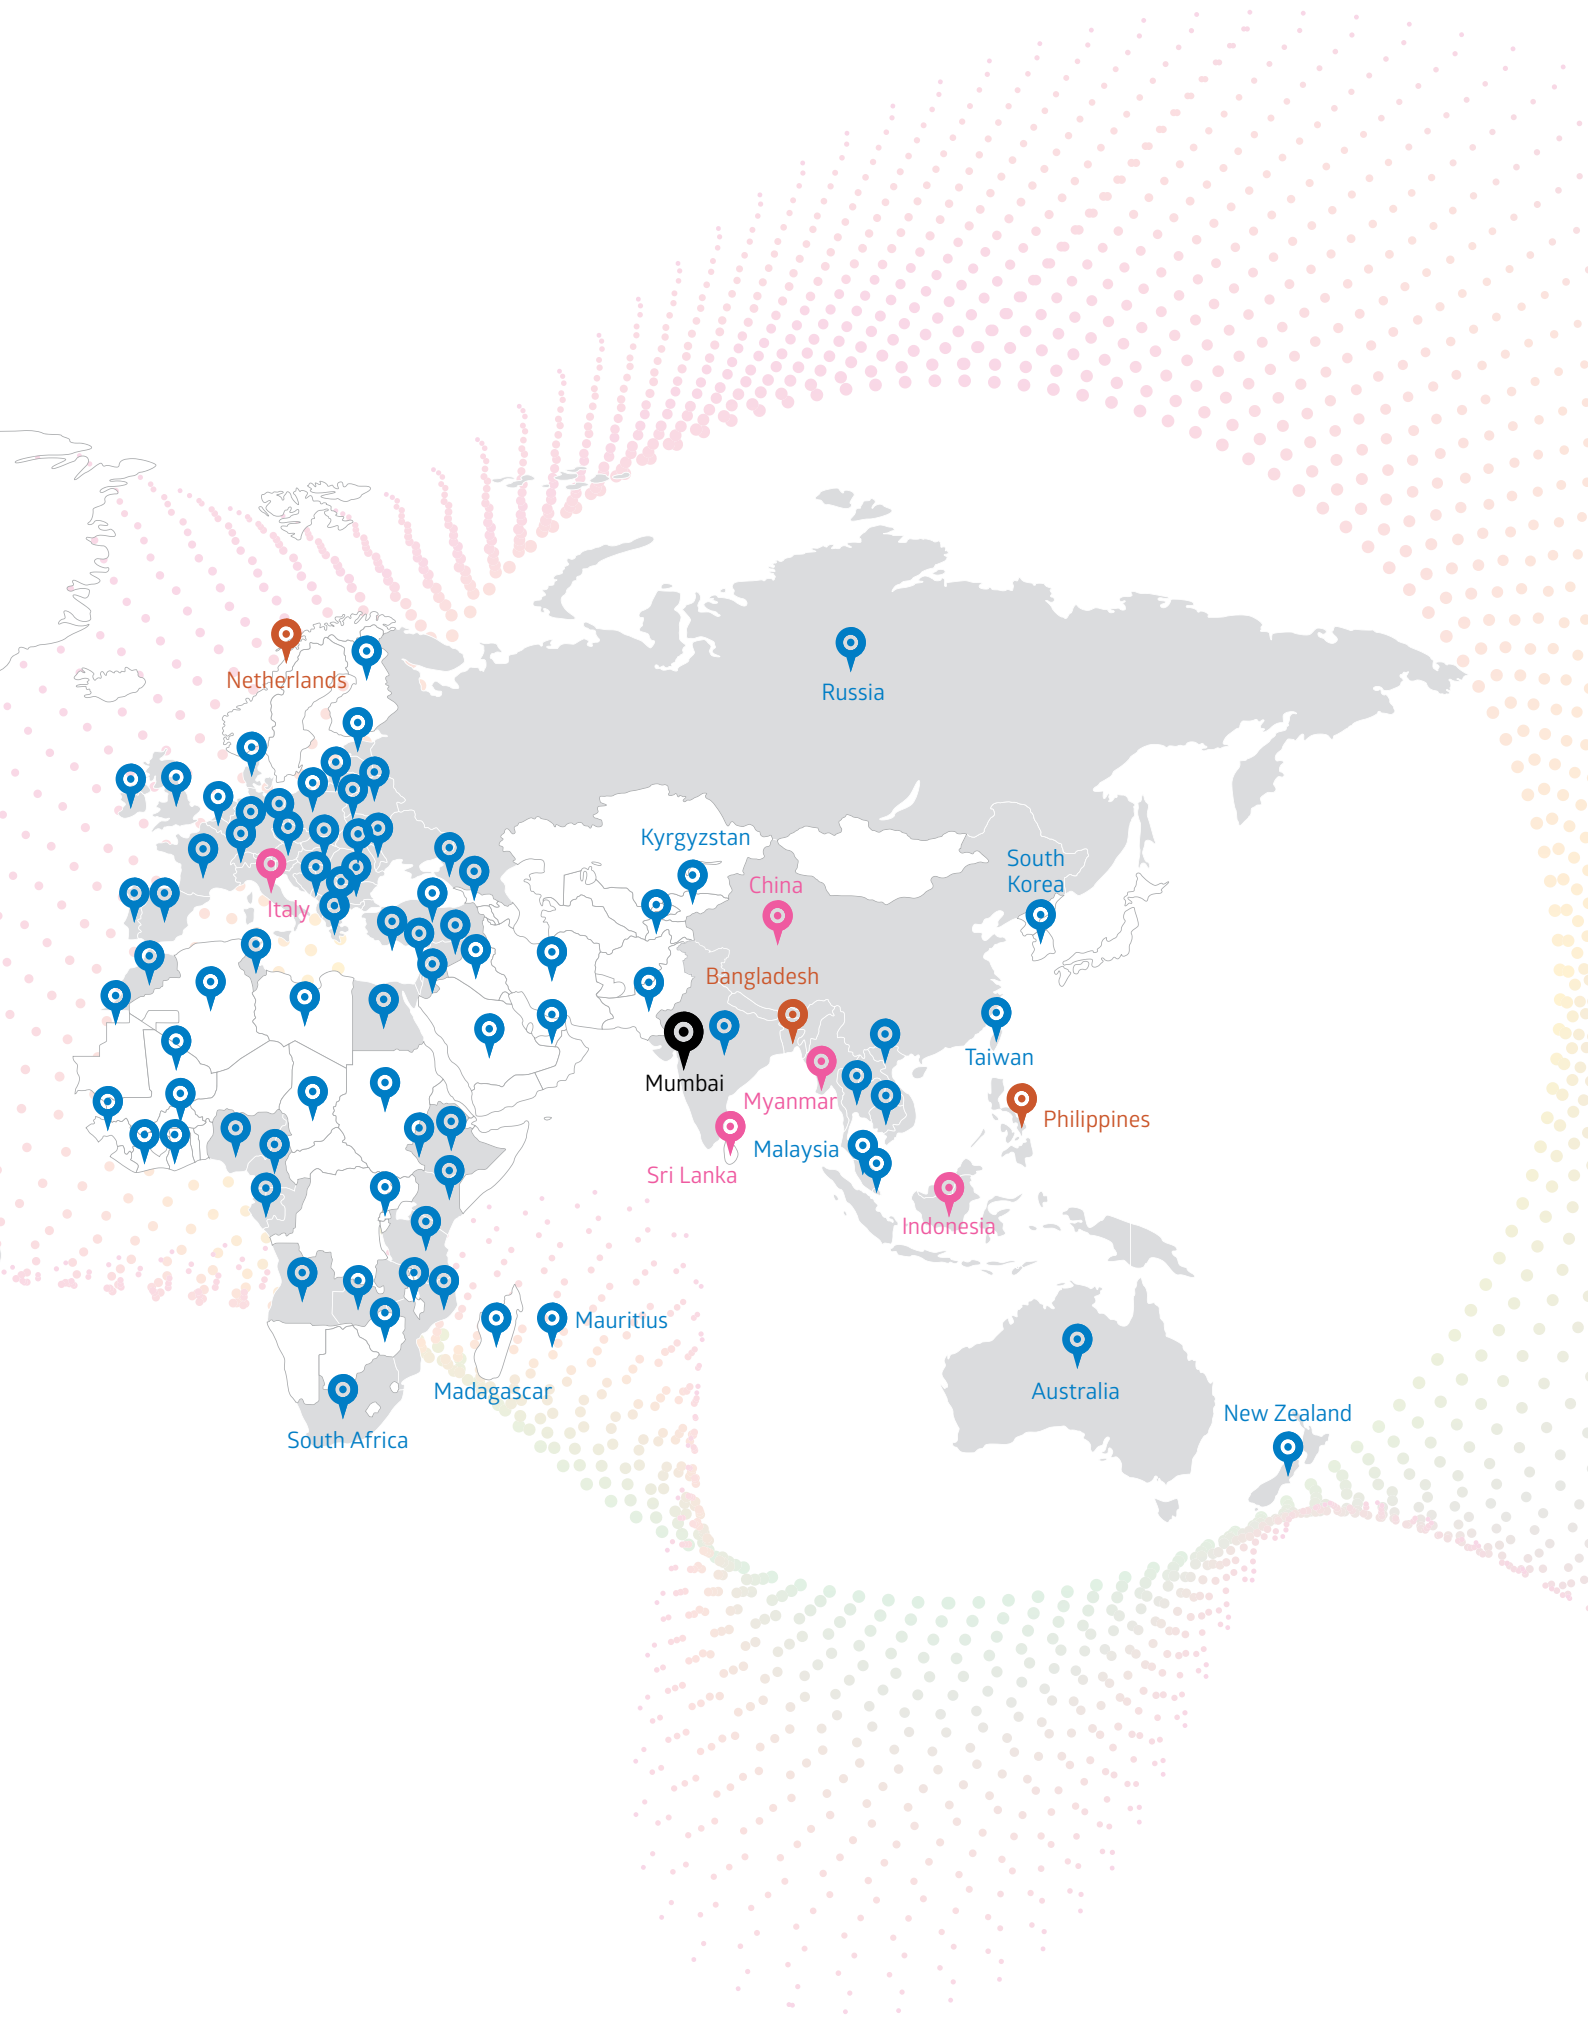 Netherlands
Russia
Kyrgyzstan
South
Korea
China
Italy
Bangladesh
Taiwan
Mumbai
Myanmar
Philippines
Malaysia
Sri Lanka
Indonesia
Mauritius
Madagascar
Australia
New Zealand
South Africa